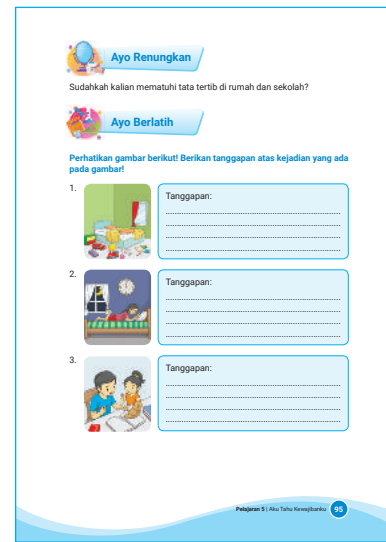 Ayo Renungkan
Sudahkah kalian mematuhi tata tertib di rumah dan sekolah?
Ayo Berlatih
Perhatikan gambar berikut! Berikan tanggapan atas kejadian yang ada
pada gambar!
1.
Tanggapan:
2.
Tanggapan:
3.
Tanggapan:
Pelajaran 5 | Aku Tahu Kewajibanku 95